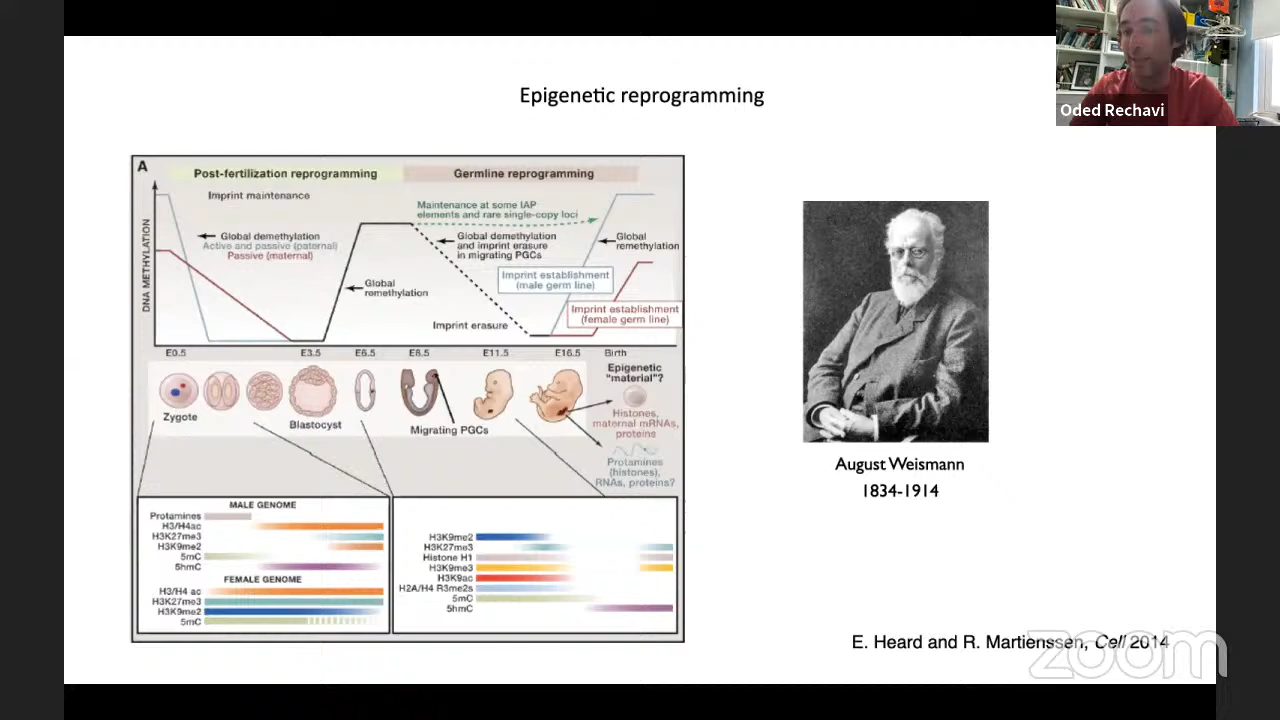 Epigenetic reprogramming
Oded Rechavi
A
Post-fertilization reprogramming
Germline reprogramming
DNA METHYLATION
Imprint maintenance
Global demethylation
Active and passive (paternal)
Passive (maternal)
Global
remethylation
Maintenance at some IAP
elements and rare single-copy loci
Global demethylation
and imprint erasure
in migrating PGCs
Global
remethylation
Imprint establishment
(male germ line)
Imprint establishment
(female germ line)
Imprint erasure
E0.5 E3.5 E6.5 E8.5 E11.5 E16.5 Birth
Zygote
Blastocyst
Migrating PGCs
Epigenetic
"material"?
Histones,
maternal mRNAs,
proteins
Protamines
(histones),
RNAs, proteins?
MALE GENOME
Protamines
H3/H4ac
H3K27me3
H3K9me2
5mC
5hmC
FEMALE GENOME
H3/H4 ac
H3K27me3
H3K9me2
5mC
H3K9me2
H3K27me3
Histone H1
H3K9me3
H3K9ac
H2A/H4 R3me2s
5mC
5hmC
August Weismann
1834-1914
E. Heard and R. Martienssen, Cell 2014
zoom